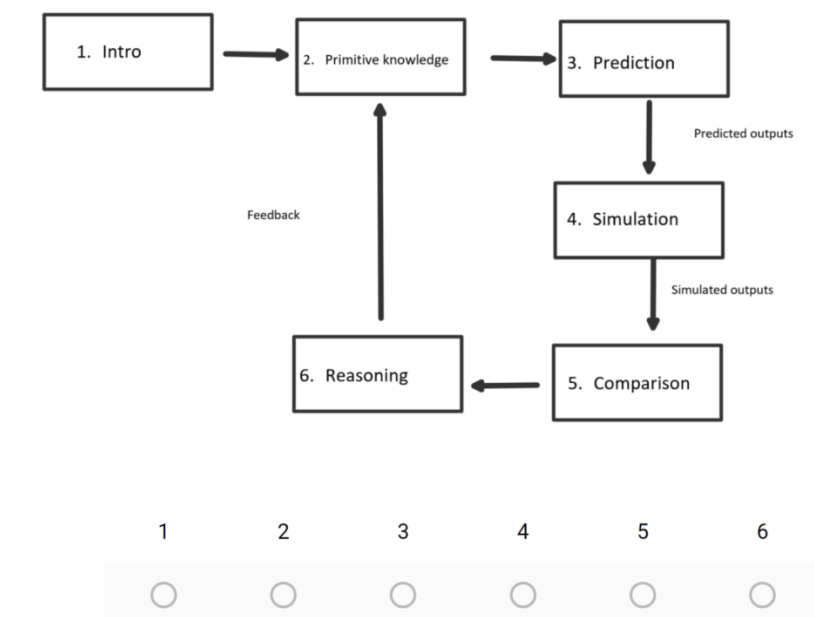 1. Intro
2. Primitive knowledge
3. Prediction
Predicted outputs
4. Simulation
Feedback
Simulated outputs
6. Reasoning
5. Comparison
1 2 3 4 5 6